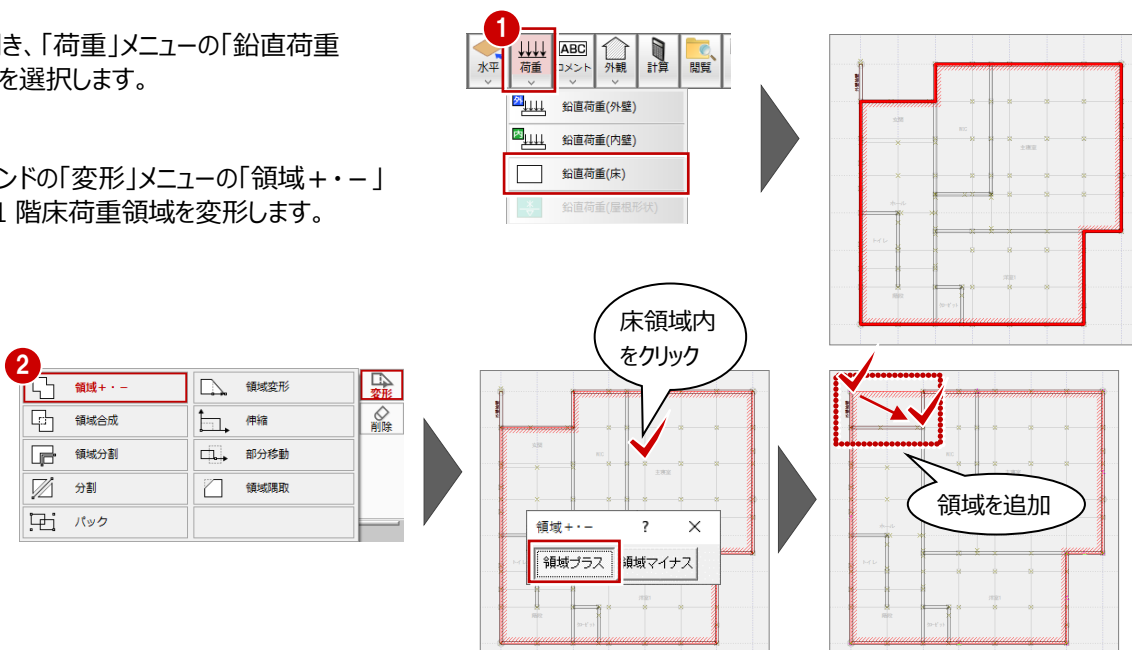 き、「荷重」メニューの「鉛直荷重
を選択します。
ンドの「変形」メニューの「領域＋・－」
1 階床荷重領域を変形します。
1
水平
荷重
ABC
コメント
外観
計算
閲覧
外
鉛直荷重(外壁)
内
鉛直荷重(内壁)
鉛直荷重(床)
鉛直荷重(屋根形状)
2
領域+・-
領域変形
領域合成
伸縮
領域分割
部分移動
分割
領域隅取
パック
変形
削除
床領域内
をクリック
領域+・-
?
×
領域プラス
領域マイナス
領域を追加